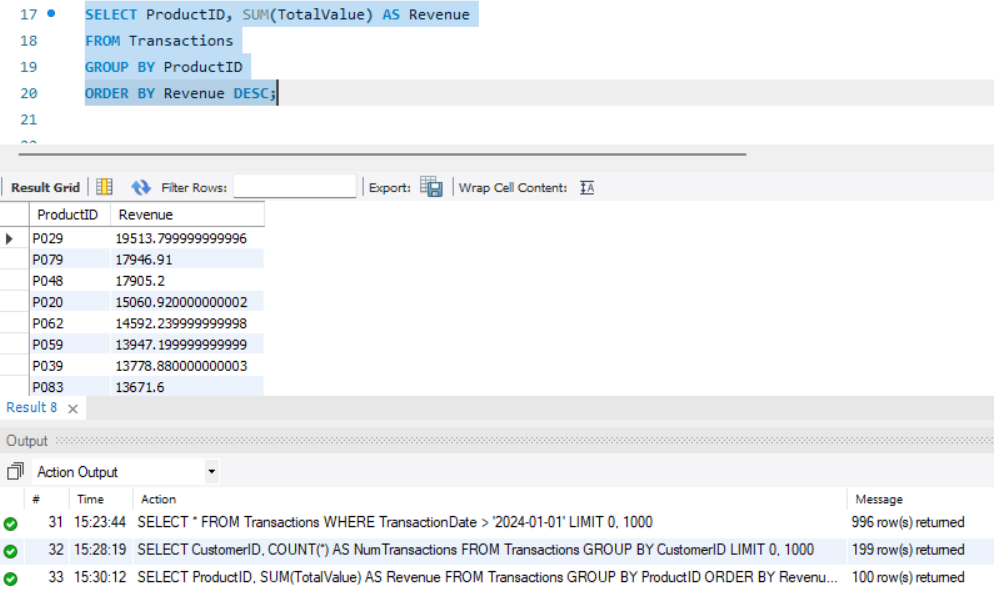 17 SELECT ProductID, SUM(TotalValue) AS Revenue
18 FROM Transactions
19 GROUP BY ProductID
20 ORDER BY Revenue DESC;
21
Result Grid Filter Rows: Export: Wrap Cell Content: IA
ProductID Revenue
P029 19513.799999999996
P079 17946.91
P048 17905.2
P020 15060.920000000002
P062 14592.239999999998
P059 13947.199999999999
P039 13778.880000000003
P083 13671.6
Result 8
Output
Action Output
# Time Action Message
31 15:23:44 SELECT * FROM Transactions WHERE TransactionDate > '2024-01-01' LIMIT 0, 1000 996 row(s) returned
32 15:28:19 SELECT CustomerID, COUNT(*) AS NumTransactions FROM Transactions GROUP BY CustomerID LIMIT 0, 1000 199 row(s) returned
33 15:30:12 SELECT ProductID, SUM(TotalValue) AS Revenue FROM Transactions GROUP BY ProductID ORDER BY Revenu... 100 row(s) returned